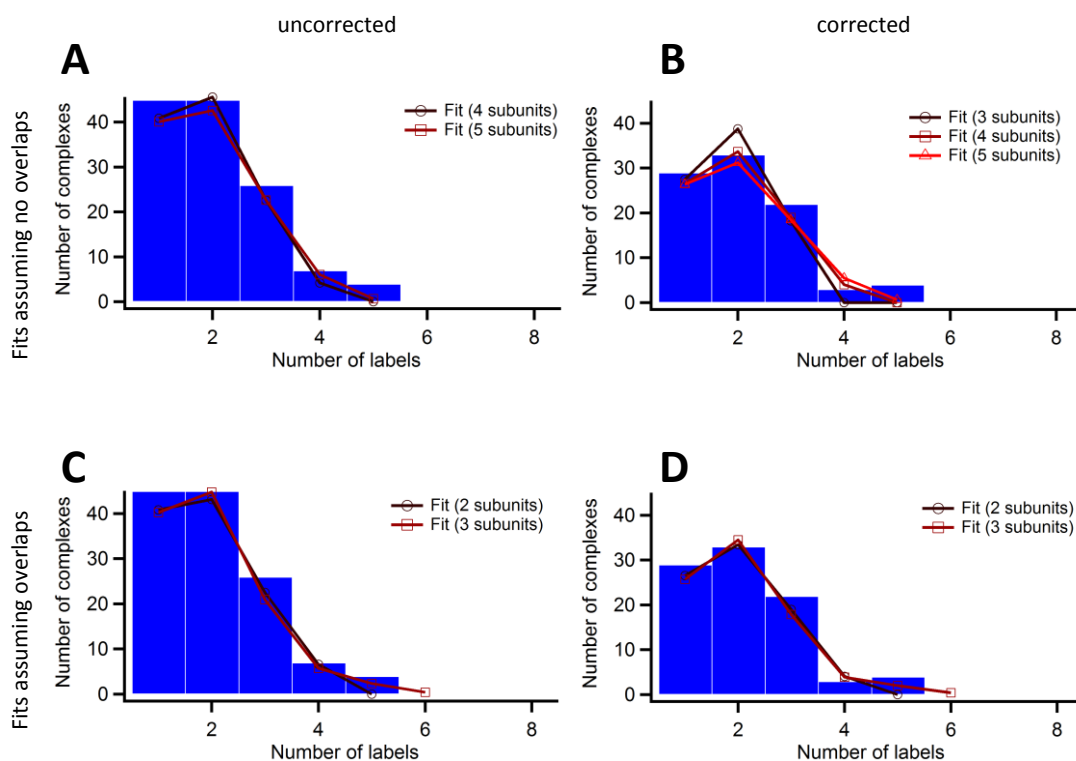 uncorrected
corrected
A
B
Fits assuming no overlaps
Number of complexes
40
30
20
10
0
Fit (4 subunits)
Fit (5 subunits)
2
4
6
8
Number of labels
Number of complexes
40
30
20
10
0
Fit (3 subunits)
Fit (4 subunits)
Fit (5 subunits)
2
4
6
8
Number of labels
C
D
Fits assuming overlaps
Number of complexes
40
30
20
10
0
Fit (2 subunits)
Fit (3 subunits)
2
4
6
8
Number of labels
Number of complexes
40
30
20
10
0
Fit (2 subunits)
Fit (3 subunits)
2
4
6
8
Number of labels